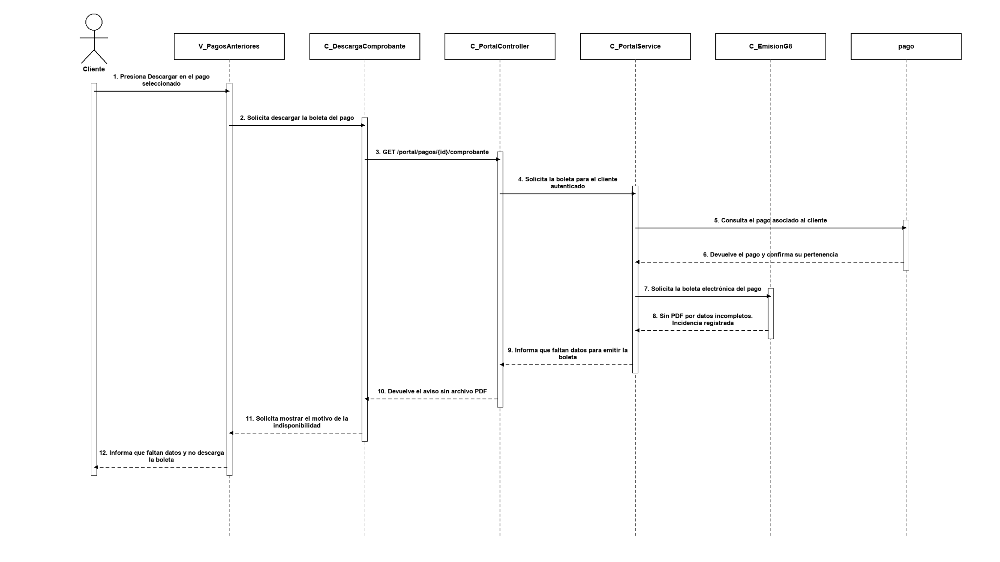 V_PagosAnteriores
C_DescargaComprobante
C_PortalController
C_PortalService
C_EmisionG8
pago
Cliente
1. Presiona Descargar en el pago
seleccionado
2. Solicita descargar la boleta del pago
3. GET /portal/pagos/{id}/comprobante
4. Solicita la boleta para el cliente
autenticado
5. Consulta el pago asociado al cliente
6. Devuelve el pago y confirma su pertenencia
7. Solicita la boleta electrónica del pago
8. Sin PDF por datos incompletos.
Incidencia registrada
9. Informa que faltan datos para emitir la
boleta
10. Devuelve el aviso sin archivo PDF
11. Solicita mostrar el motivo de la
indisponibilidad
12. Informa que faltan datos y no descarga
la boleta